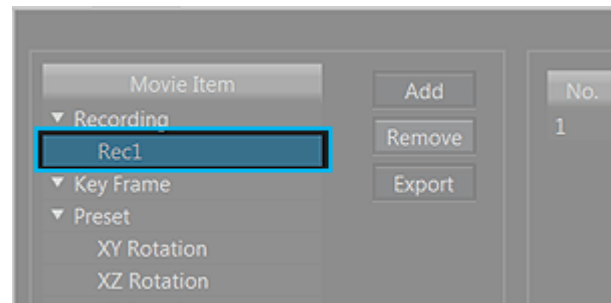 Movie Item
Recording
Rec1
Key Frame
Preset
XY Rotation
XZ Rotation
Add
Remove
Export
No.
1